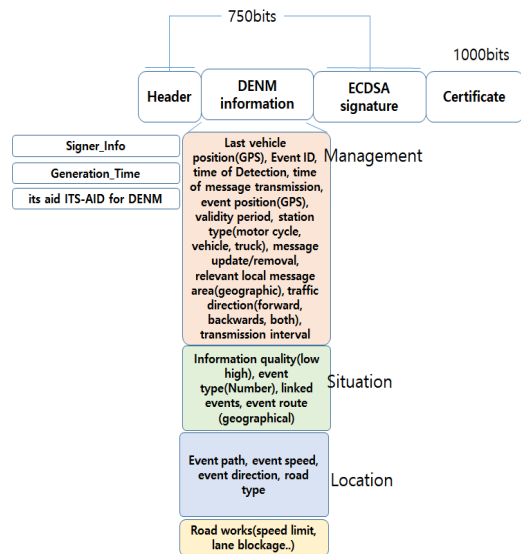 750bits
1000bits
Header
DENM
information
ECDSA
signature
Certificate
Signer_Info
Generation_Time
its aid ITS-AID for DENM
Last vehicle
position(GPS), Event ID,
time of Detection, time
of message transmission,
event position(GPS),
validity period, station
type(motor cycle,
vehicle, truck), message
update/removal,
relevant local message
area(geographic), traffic
direction(forward,
backwards, both),
transmission interval
Management
Information quality(low
high), event
type(Number), linked
events, event route
(geographical)
Situation
Event path, event speed,
event direction, road
type
Location
Road works(speed limit,
lane blockage..)